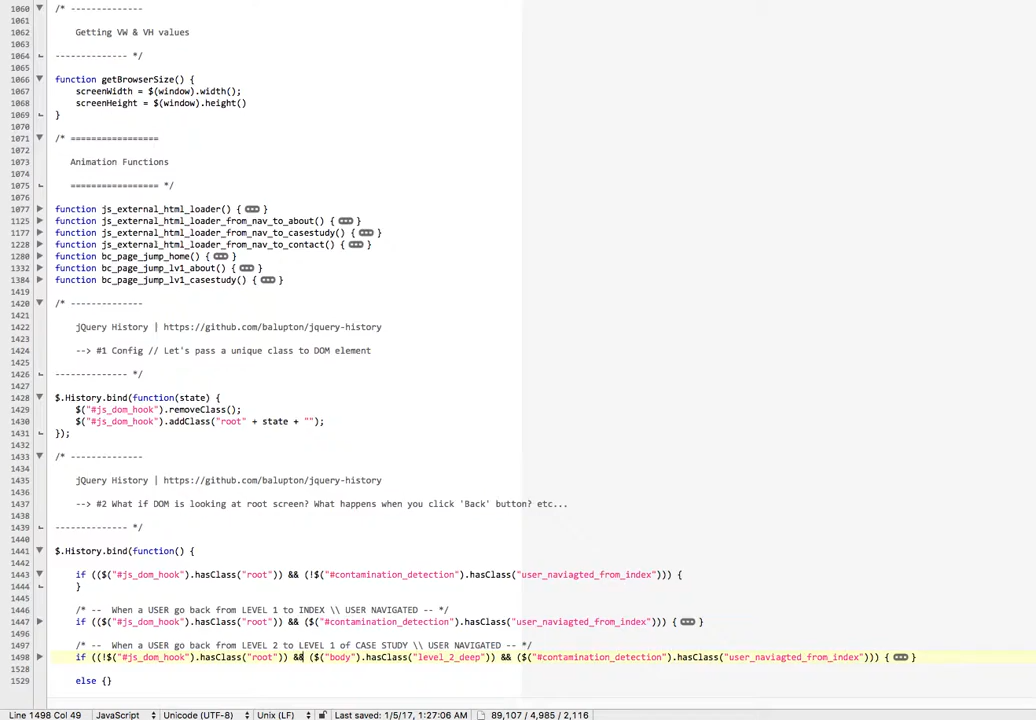 1060 /* --------------
1061
1062 Getting VW & VH values
1063
1064 -------------- */
1065
1066 function getBrowserSize() {
1067 screenWidth = $(window).width();
1068 screenHeight = $(window).height()
1069 }
1070
1071 /* =================
1072
1073 Animation Functions
1074
1075 ================= */
1076
1077 function js_external_html_loader() { ••• }
1125 function js_external_html_loader_from_nav_to_about() { ••• }
1177 function js_external_html_loader_from_nav_to_casestudy() { ••• }
1228 function js_external_html_loader_from_nav_to_contact() { ••• }
1280 function bc_page_jump_home() { ••• }
1332 function bc_page_jump_lv1_about() { ••• }
1384 function bc_page_jump_lv1_casestudy() { ••• }
1419
1420 /* --------------
1421
1422 jQuery History | https://github.com/balupton/jquery-history
1423
1424 --> #1 Config // Let's pass a unique class to DOM element
1425
1426 -------------- */
1427
1428 $.History.bind(function(state) {
1429 $("#js_dom_hook").removeClass();
1430 $("#js_dom_hook").addClass("root" + state + "");
1431 });
1432
1433 /* --------------
1434
1435 jQuery History | https://github.com/balupton/jquery-history
1436
1437 --> #2 What if DOM is looking at root screen? What happens when you click 'Back' button? etc...
1438
1439 -------------- */
1440
1441 $.History.bind(function() {
1442
1443 if (($("#js_dom_hook").hasClass("root")) && (!$("#contamination_detection").hasClass("user_naviagted_from_index"))) {
1444 }
1445
1446 /* -- When a USER go back from LEVEL 1 to INDEX \\ USER NAVIGATED -- */
1447 if (($("#js_dom_hook").hasClass("root")) && ($("#contamination_detection").hasClass("user_naviagted_from_index"))) { ••• }
1496
1497 /* -- When a USER go back from LEVEL 2 to LEVEL 1 of CASE STUDY \\ USER NAVIGATED -- */
1498 if ((!$("#js_dom_hook").hasClass("root")) && ($("body").hasClass("level_2_deep")) && ($("#contamination_detection").hasClass("user_naviagted_from_index"))) { ••• }
1528
1529 else {}
Line 1498 Col 49 JavaScript Unicode (UTF-8) Unix (LF) Last saved: 1/5/17, 1:27:06 AM 89,107 / 4,985 / 2,116